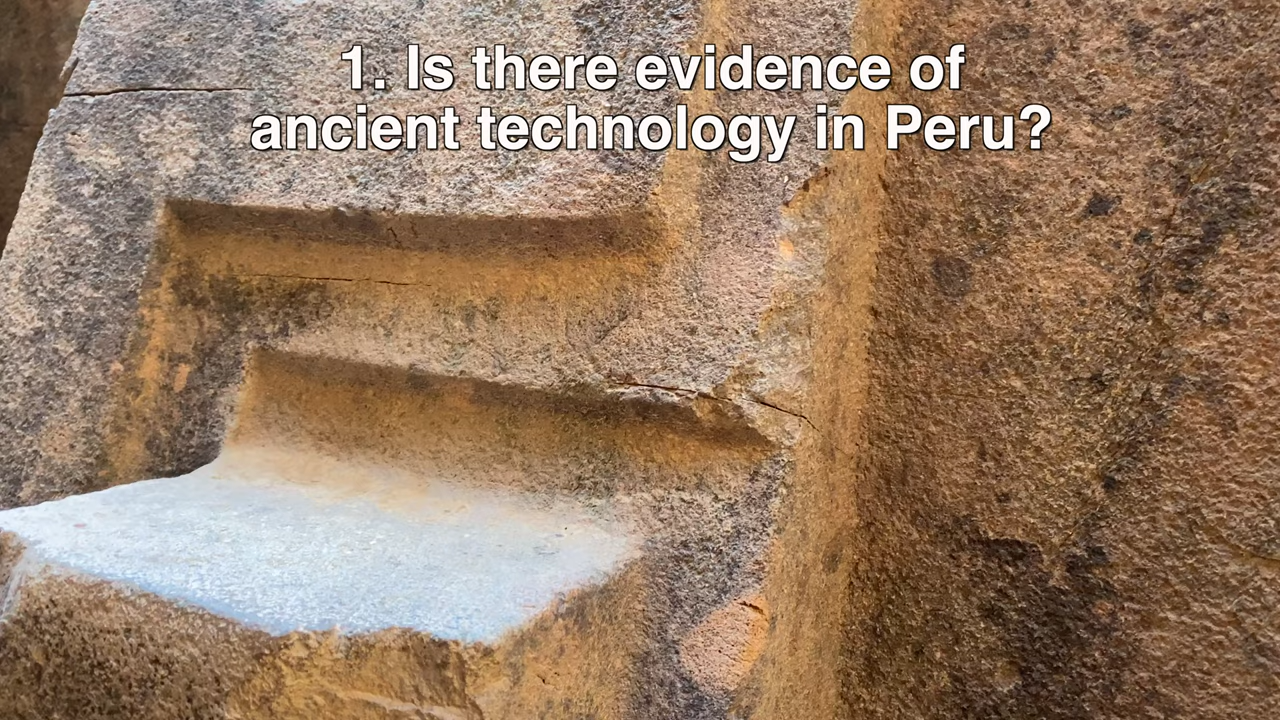 1. Is there evidence of
ancient technology in Peru?